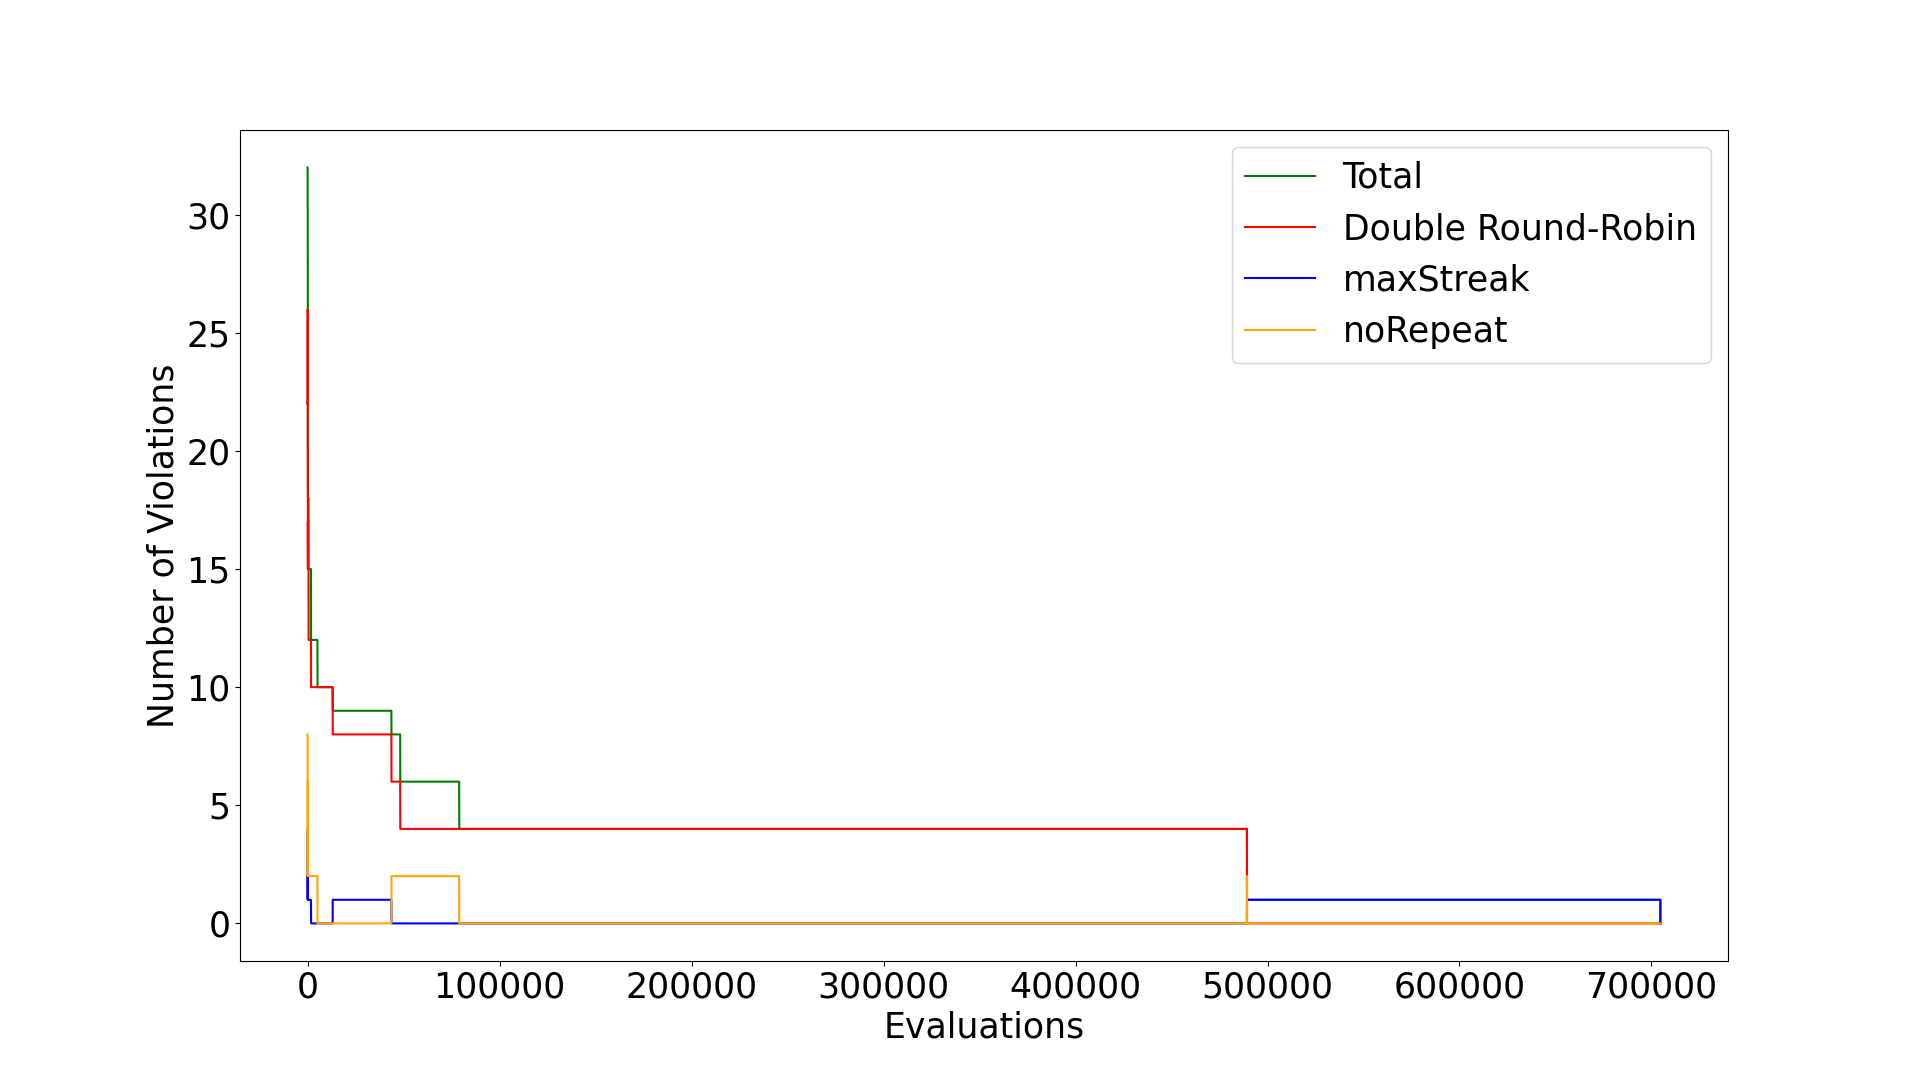 Total
Double Round-Robin
maxStreak
noRepeat
Number of Violations
30
25
20
15
10
5
0
0 100000 200000 300000 400000 500000 600000 700000
Evaluations